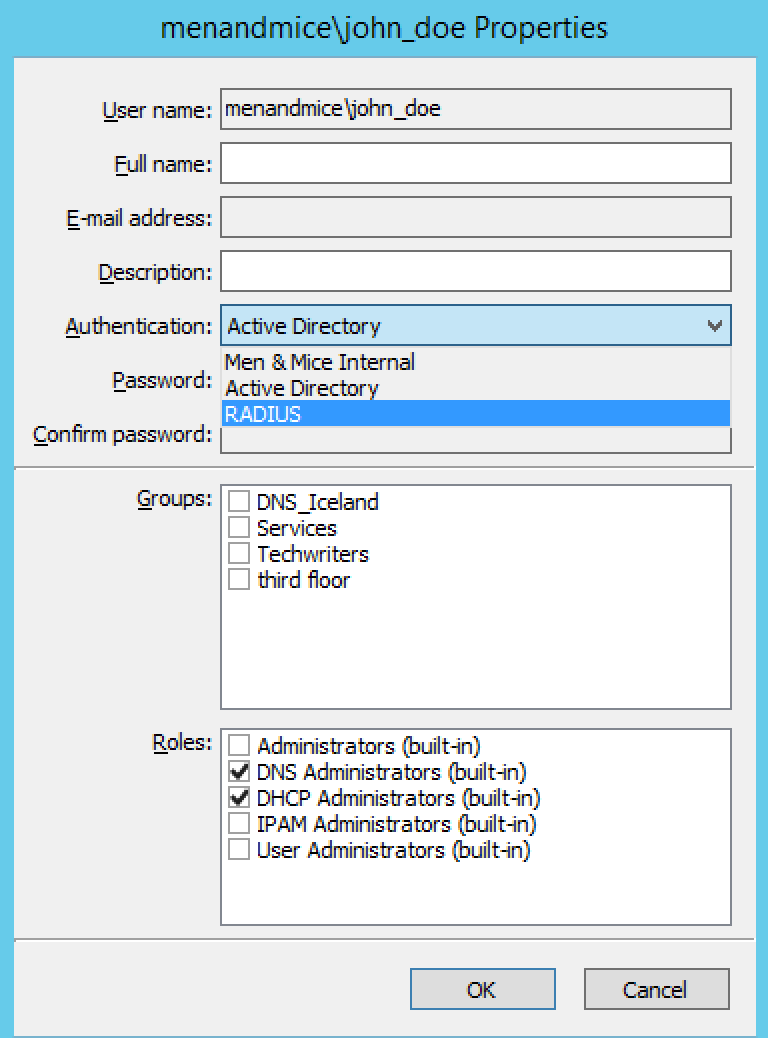 menandmice\john_doe Properties
User name: menandmice\john_doe
Full name:
E-mail address:
Description:
Authentication: Active Directory
Men & Mice Internal
Password: Active Directory
RADIUS
Confirm password:
Groups: DNS_Iceland
Services
Techwriters
third floor
Roles: Administrators (built-in)
DNS Administrators (built-in)
DHCP Administrators (built-in)
IPAM Administrators (built-in)
User Administrators (built-in)
OK Cancel